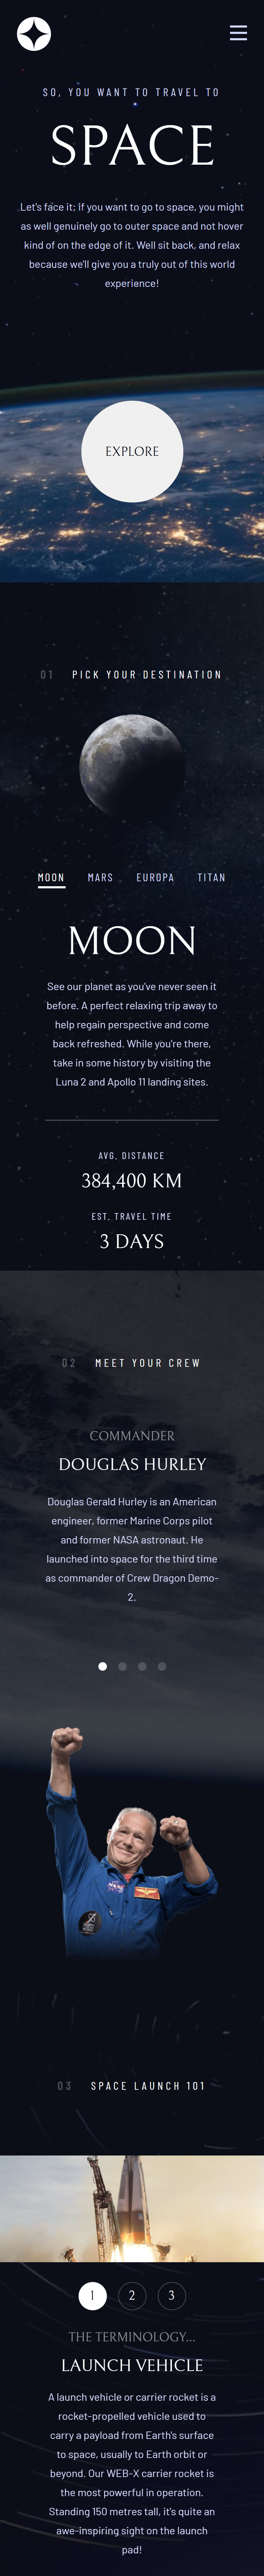 SO, YOU WANT TO TRAVEL TO
SPACE
Let's face it; if you want to go to space, you might
as well genuinely go to outer space and not hover
kind of on the edge of it. Well sit back, and relax
because we'll give you a truly out of this world
experience!
EXPLORE
01 PICK YOUR DESTINATION
MOON MARS EUROPA TITAN
MOON
See our planet as you've never seen it
before. A perfect relaxing trip away to
help regain perspective and come
back refreshed. While you're there,
take in some history by visiting the
Luna 2 and Apollo 11 landing sites.
AVG. DISTANCE
384,400 KM
EST. TRAVEL TIME
3 DAYS
02 MEET YOUR CREW
COMMANDER
DOUGLAS HURLEY
Douglas Gerald Hurley is an American
engineer, former Marine Corps pilot
and former NASA astronaut. He
launched into space for the third time
as commander of Crew Dragon Demo-
2.
NASA
03 SPACE LAUNCH 101
1 2 3
THE TERMINOLOGY...
LAUNCH VEHICLE
A launch vehicle or carrier rocket is a
rocket-propelled vehicle used to
carry a payload from Earth's surface
to space, usually to Earth orbit or
beyond. Our WEB-X carrier rocket is
the most powerful in operation.
Standing 150 metres tall, it's quite an
awe-inspiring sight on the launch
pad!